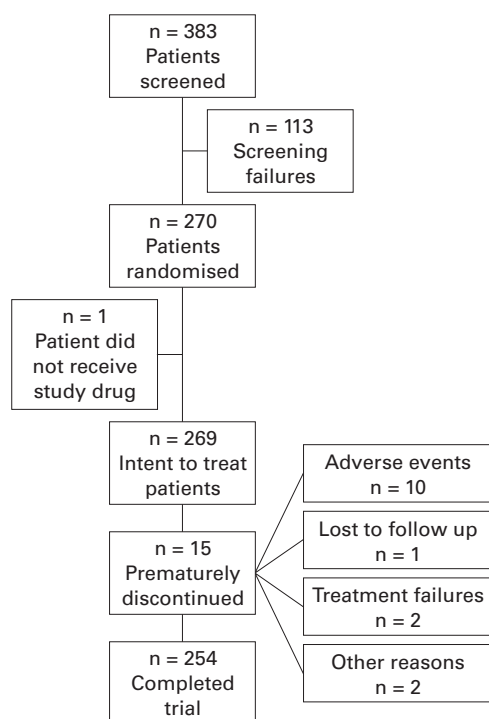 n = 383
Patients
screened
n = 113
Screening
failures
n = 270
Patients
randomised
n = 1
Patient did
not receive
study drug
n = 269
Intent to treat
patients
n = 15
Prematurely
discontinued
Adverse events
n = 10
Lost to follow up
n = 1
Treatment failures
n = 2
Other reasons
n = 2
n = 254
Completed
trial